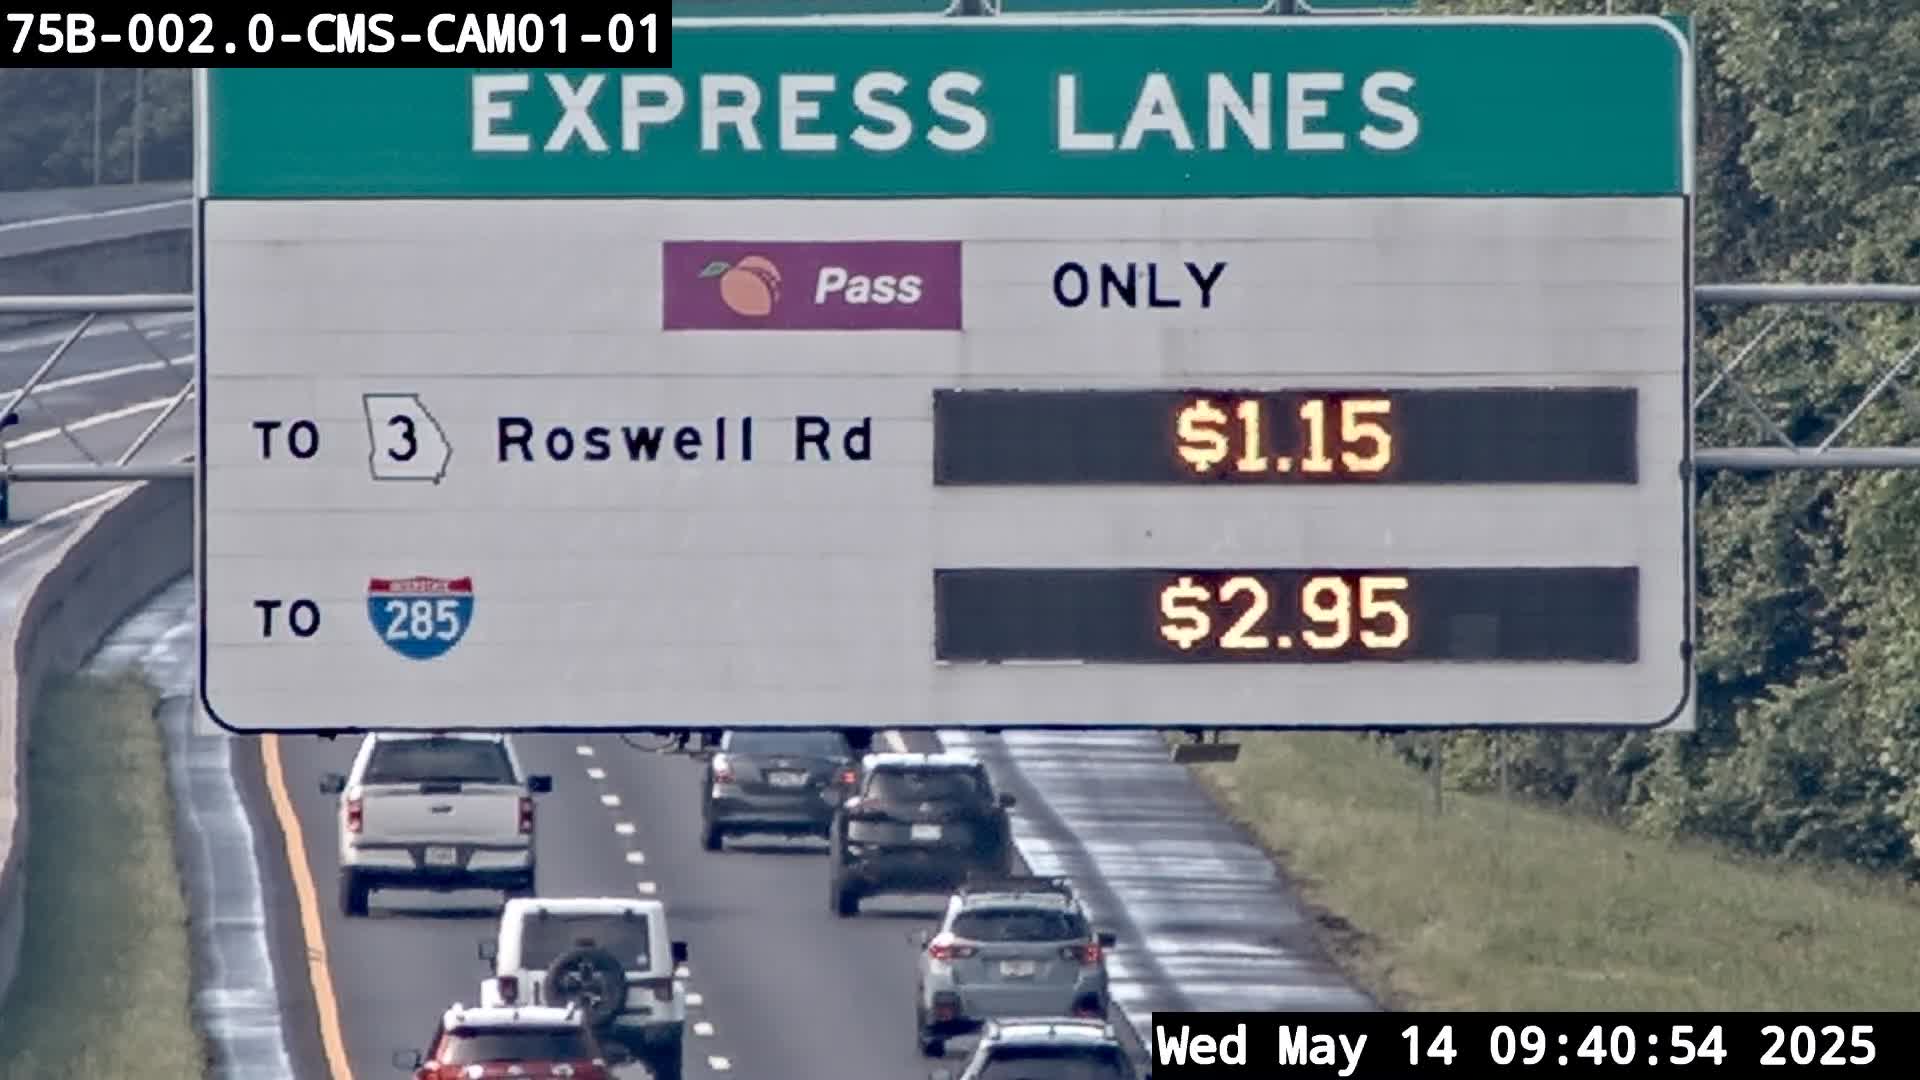 75B-002.0-CMS-CAM01-01
EXPRESS LANES
Pass ONLY
TO 3 Roswell Rd $1.15
INTERSTATE
TO 285 $2.95
Wed May 14 09:40:54 2025